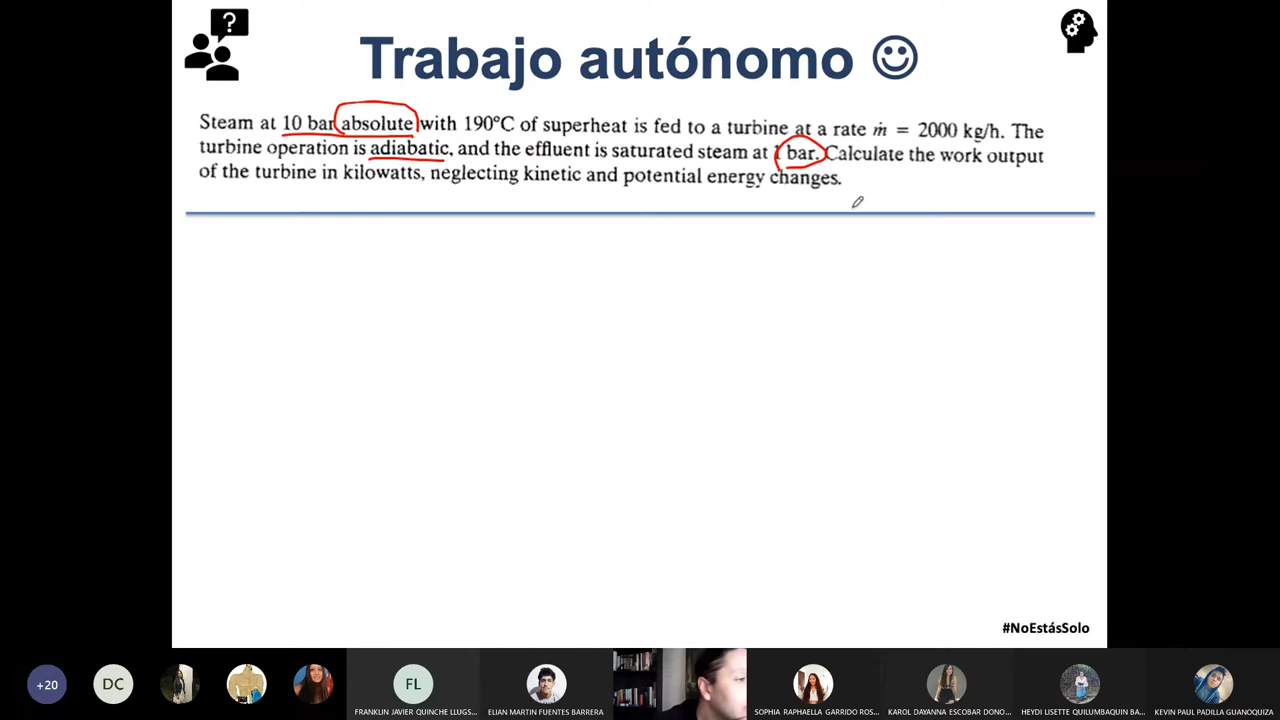 ?
Trabajo autónomo ☺
Steam at 10 bar absolute with 190°C of superheat is fed to a turbine at a rate ṁ = 2000 kg/h. The
turbine operation is adiabatic, and the effluent is saturated steam at 1 bar. Calculate the work output
of the turbine in kilowatts, neglecting kinetic and potential energy changes.
#NoEstásSolo
+20
DC
FL
FRANKLIN JAVIER QUINCHE LLUGS...
ELIAN MARTIN FUENTES BARRERA
SOPHIA RAPHAELLA GARRIDO ROS...
KAROL DAYANNA ESCOBAR DONO...
HEYDI LISETTE QUILUMBAQUIN BA...
KEVIN PAUL PADILLA GUANOQUIZA